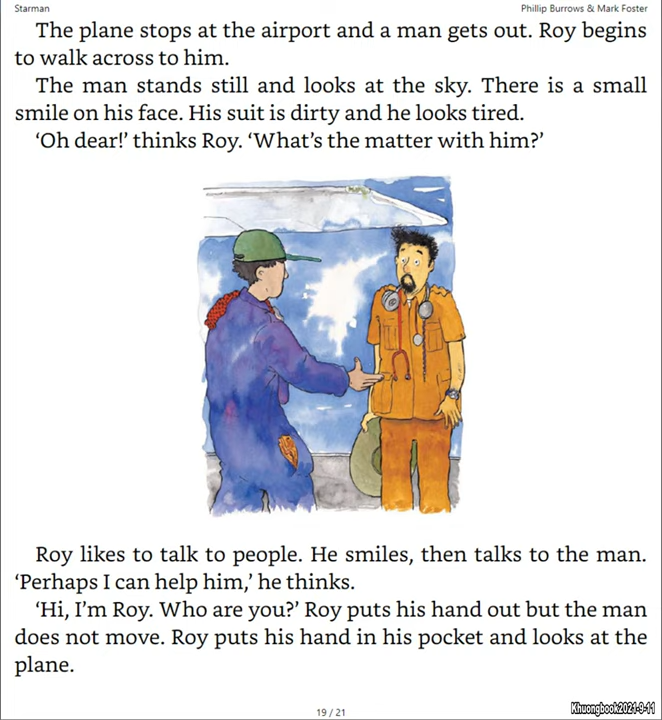 Starman
Phillip Burrows & Mark Foster
The plane stops at the airport and a man gets out. Roy begins
to walk across to him.
The man stands still and looks at the sky. There is a small
smile on his face. His suit is dirty and he looks tired.
‘Oh dear!’ thinks Roy. ‘What’s the matter with him?’
Roy likes to talk to people. He smiles, then talks to the man.
‘Perhaps I can help him,’ he thinks.
‘Hi, I’m Roy. Who are you?’ Roy puts his hand out but the man
does not move. Roy puts his hand in his pocket and looks at the
plane.
19 / 21
Khuongbook2021-9-11